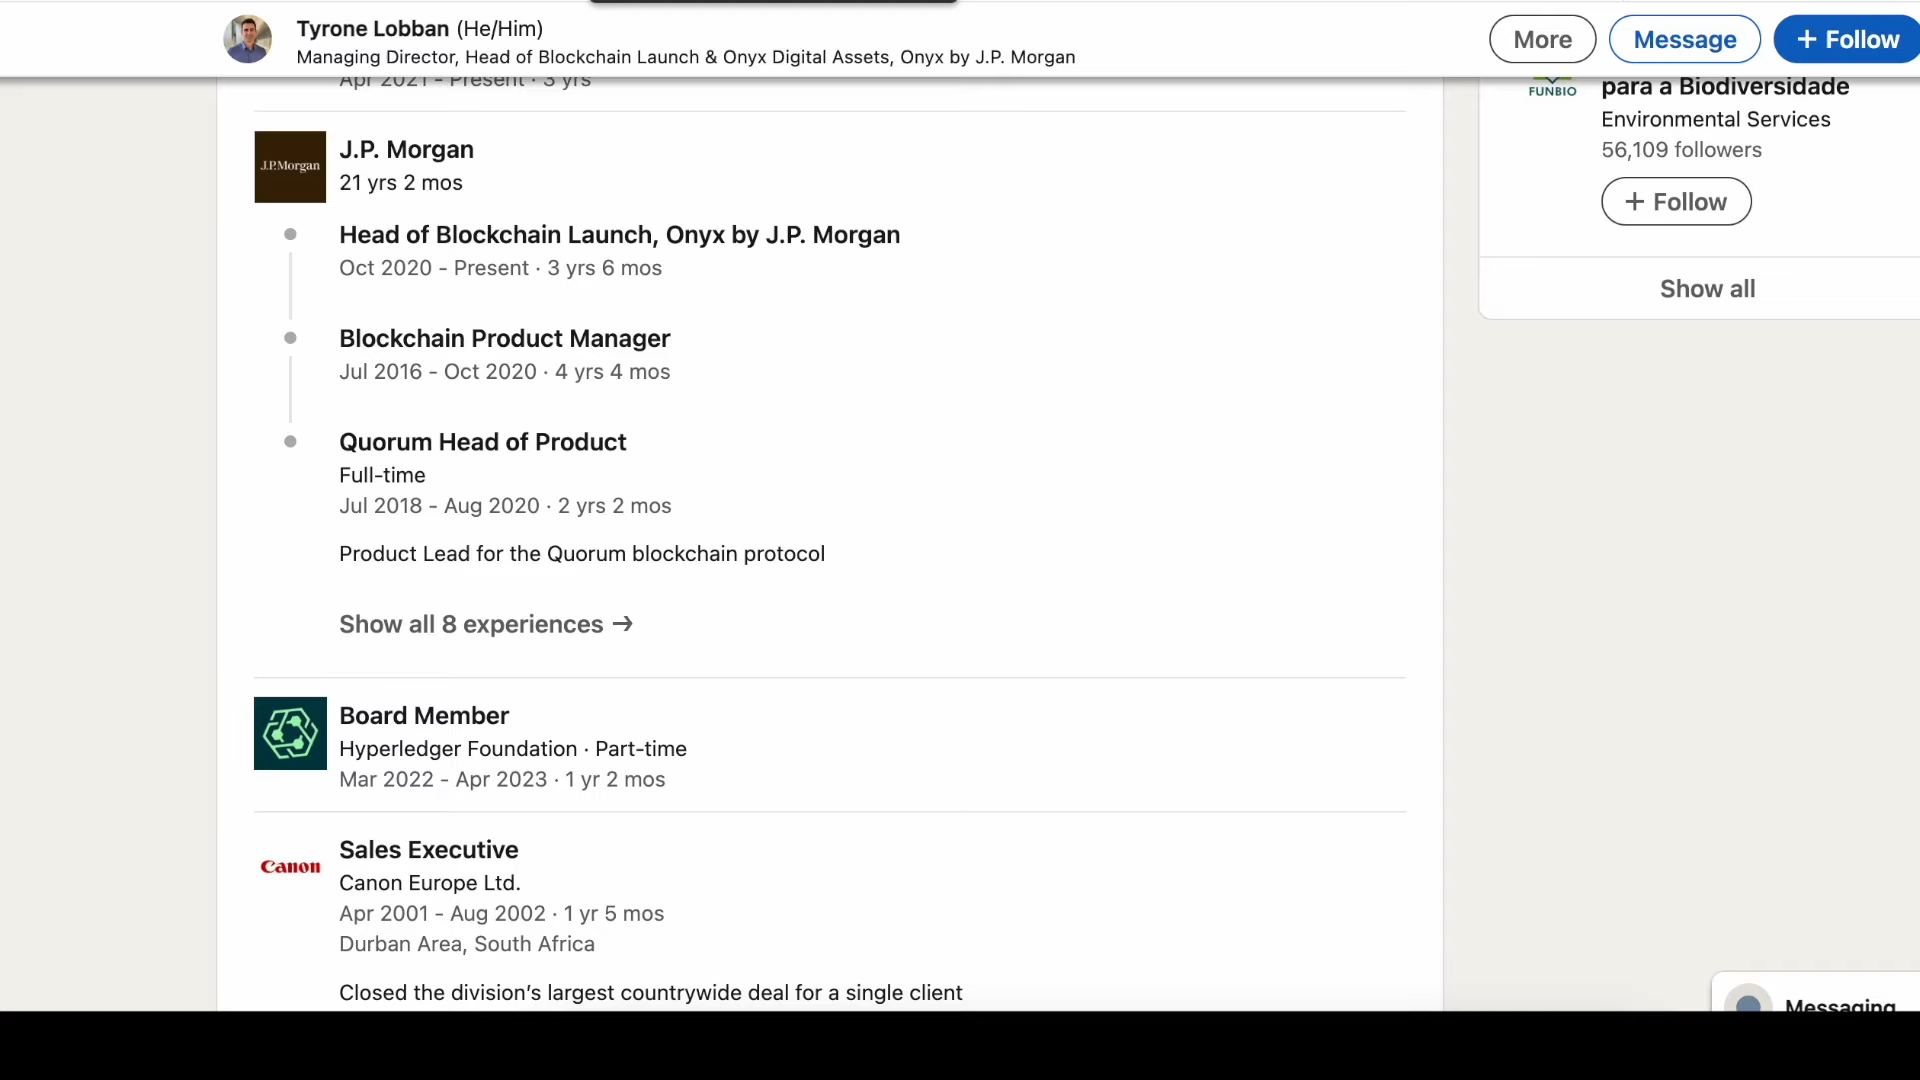 Tyrone Lobban (He/Him)
Managing Director, Head of Blockchain Launch & Onyx Digital Assets, Onyx by J.P. Morgan
More
Message
+ Follow
Apr 2021 - Present · 3 yrs
J.P.Morgan
J.P. Morgan
21 yrs 2 mos
Head of Blockchain Launch, Onyx by J.P. Morgan
Oct 2020 - Present · 3 yrs 6 mos
Blockchain Product Manager
Jul 2016 - Oct 2020 · 4 yrs 4 mos
Quorum Head of Product
Full-time
Jul 2018 - Aug 2020 · 2 yrs 2 mos
Product Lead for the Quorum blockchain protocol
Show all 8 experiences →
Board Member
Hyperledger Foundation · Part-time
Mar 2022 - Apr 2023 · 1 yr 2 mos
Canon
Sales Executive
Canon Europe Ltd.
Apr 2001 - Aug 2002 · 1 yr 5 mos
Durban Area, South Africa
Closed the division's largest countrywide deal for a single client
FUNBIO
para a Biodiversidade
Environmental Services
56,109 followers
+ Follow
Show all
Messaging